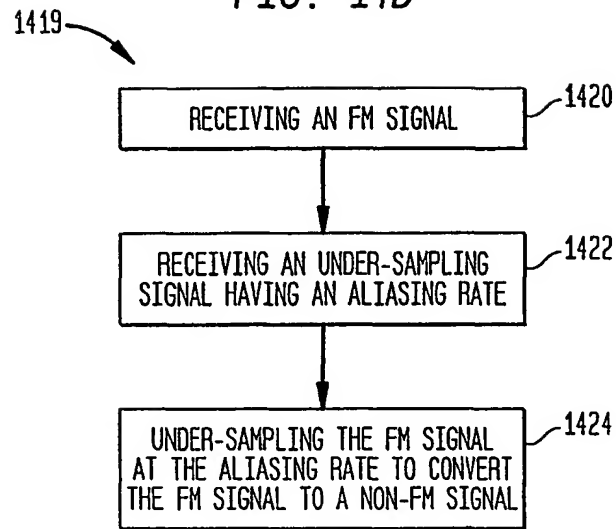 FIG. 14D
1419
RECEIVING AN FM SIGNAL
1420
RECEIVING AN UNDER-SAMPLING
SIGNAL HAVING AN ALIASING RATE
1422
UNDER-SAMPLING THE FM SIGNAL
AT THE ALIASING RATE TO CONVERT
THE FM SIGNAL TO A NON-FM SIGNAL
1424